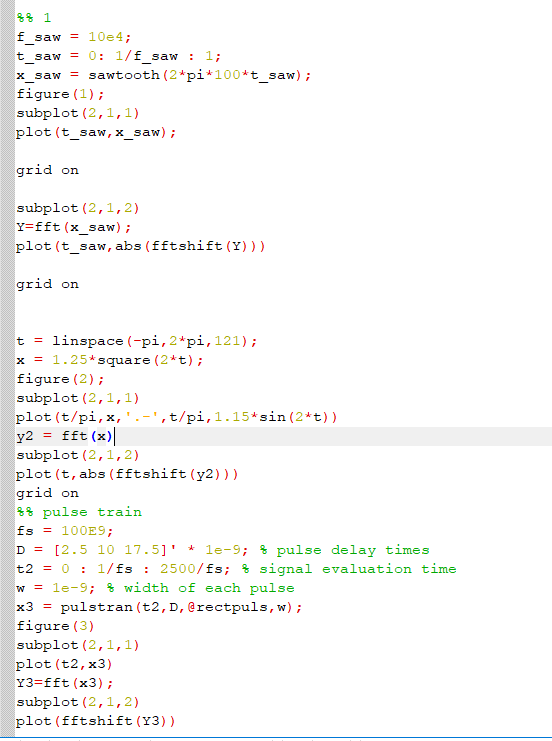 %% 1
f_saw = 10e4;
t_saw = 0: 1/f_saw : 1;
x_saw = sawtooth(2*pi*100*t_saw);
figure(1);
subplot(2,1,1)
plot(t_saw,x_saw);
grid on
subplot(2,1,2)
Y=fft(x_saw);
plot(t_saw,abs(fftshift(Y)))
grid on
t = linspace(-pi,2*pi,121);
x = 1.25*square(2*t);
figure(2);
subplot(2,1,1)
plot(t/pi,x,'.-',t/pi,1.15*sin(2*t))
y2 = fft(x)
subplot(2,1,2)
plot(t,abs(fftshift(y2)))
grid on
%% pulse train
fs = 100E9;
D = [2.5 10 17.5]' * 1e-9; % pulse delay times
t2 = 0 : 1/fs : 2500/fs; % signal evaluation time
w = 1e-9; % width of each pulse
x3 = pulstran(t2,D,@rectpuls,w);
figure(3)
subplot(2,1,1)
plot(t2,x3)
Y3=fft(x3);
subplot(2,1,2)
plot(fftshift(Y3))